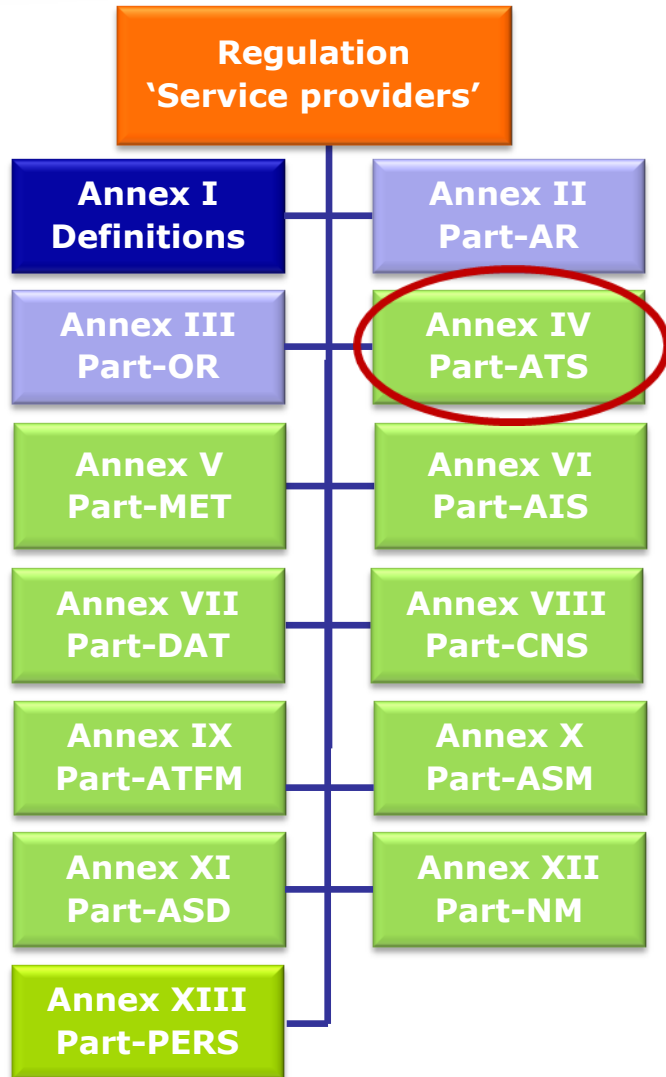 Regulation
‘Service providers’
Annex I
Definitions
Annex II
Part-AR
Annex III
Part-OR
Annex IV
Part-ATS
Annex V
Part-MET
Annex VI
Part-AIS
Annex VII
Part-DAT
Annex VIII
Part-CNS
Annex IX
Part-ATFM
Annex X
Part-ASM
Annex XI
Part-ASD
Annex XII
Part-NM
Annex XIII
Part-PERS